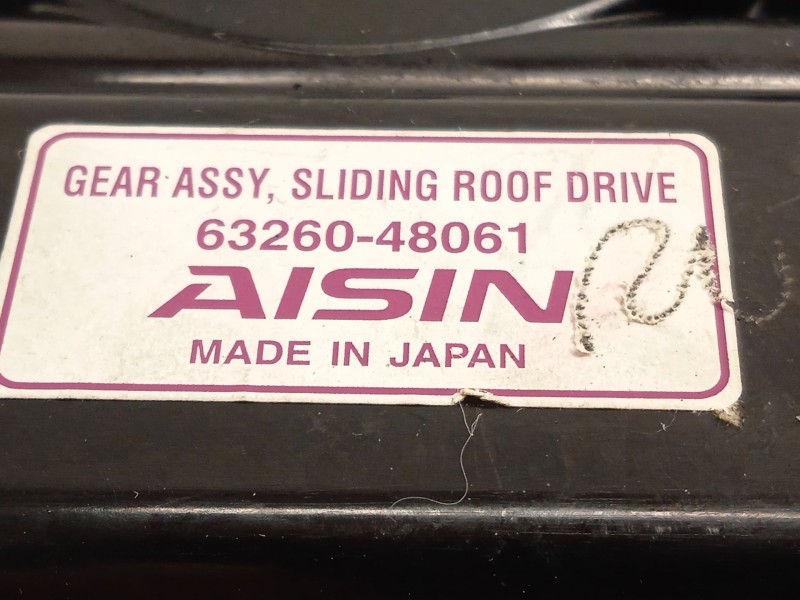 GEAR ASSY, SLIDING ROOF DRIVE
63260-48061
AISIN
MADE IN JAPAN